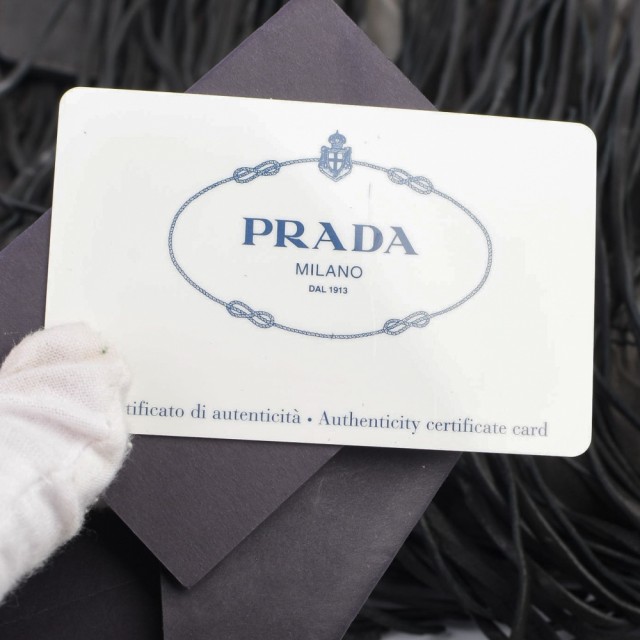 PRADA
MILANO
DAL 1913
tificato di autenticità • Authenticity certificate card